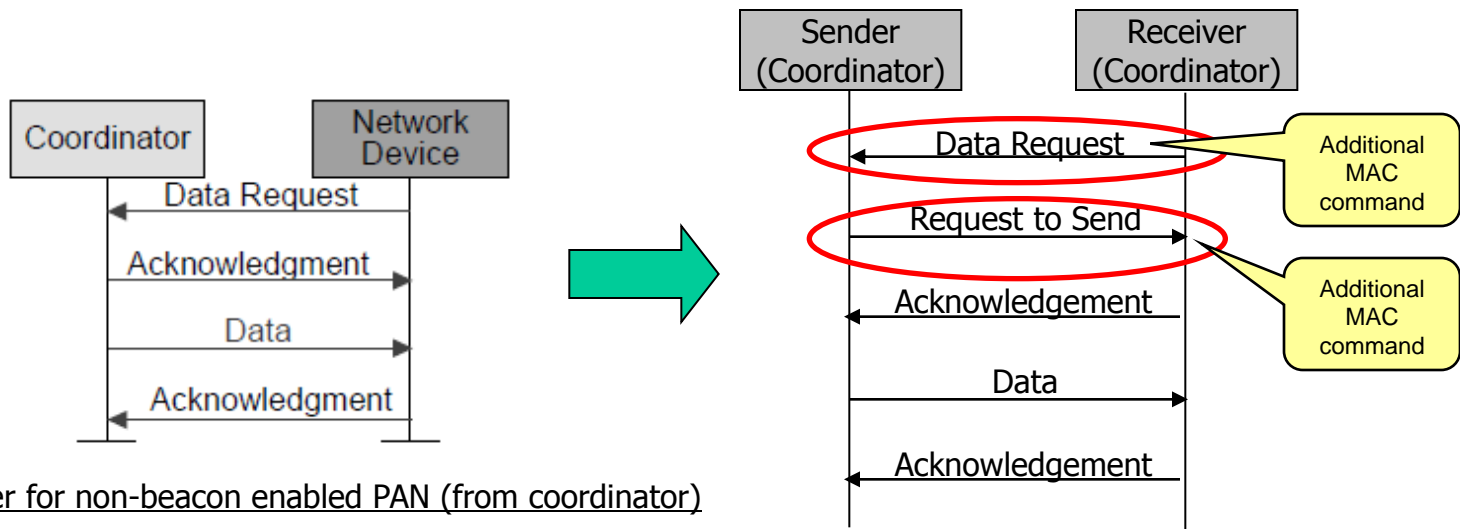 Coordinator
Network
Device
Data Request
Acknowledgment
Data
Acknowledgment
er for non-beacon enabled PAN (from coordinator)
Sender
(Coordinator)
Receiver
(Coordinator)
Data Request
Additional
MAC
command
Request to Send
Additional
MAC
command
Acknowledgement
Data
Acknowledgement